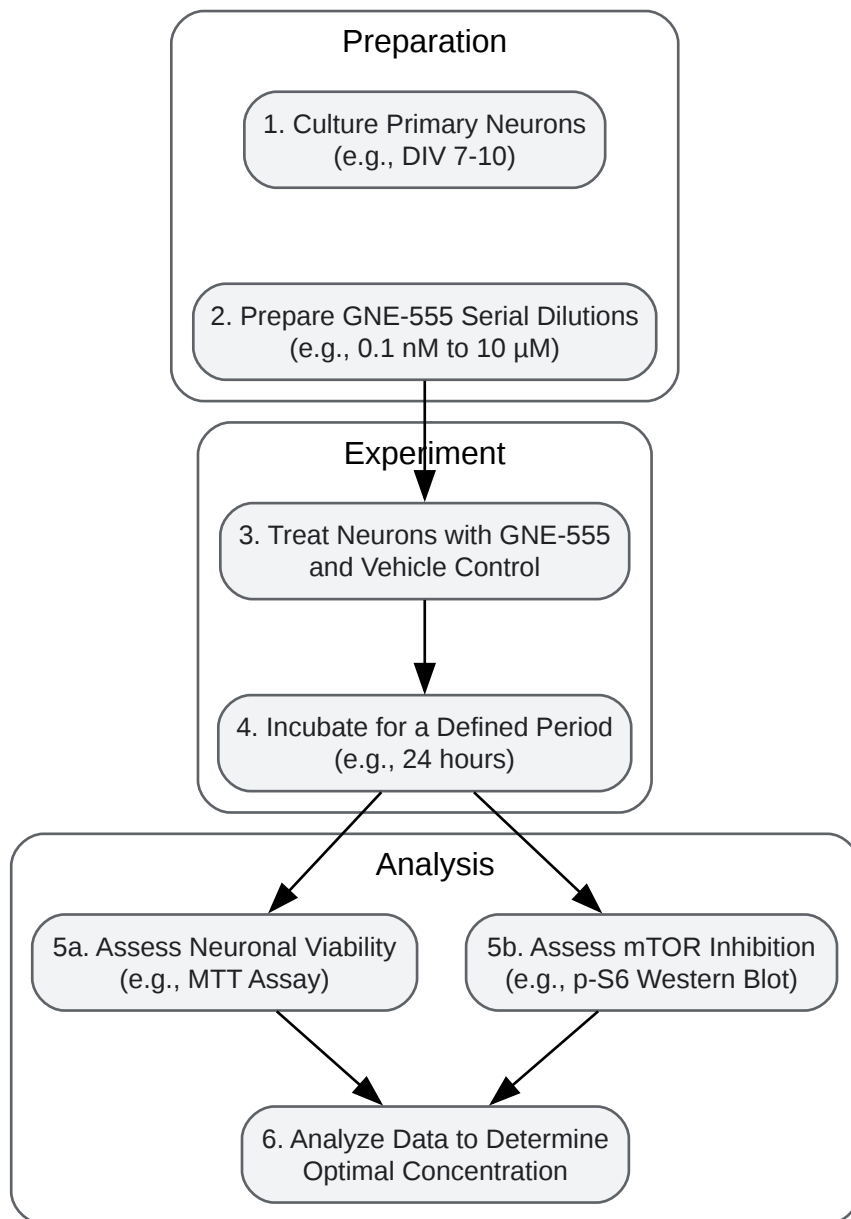 Preparation
1. Culture Primary Neurons
(e.g., DIV 7-10)
2. Prepare GNE-555 Serial Dilutions
(e.g., 0.1 nM to 10 µM)
Experiment
3. Treat Neurons with GNE-555
and Vehicle Control
4. Incubate for a Defined Period
(e.g., 24 hours)
Analysis
5a. Assess Neuronal Viability
(e.g., MTT Assay)
5b. Assess mTOR Inhibition
(e.g., p-S6 Western Blot)
6. Analyze Data to Determine
Optimal Concentration